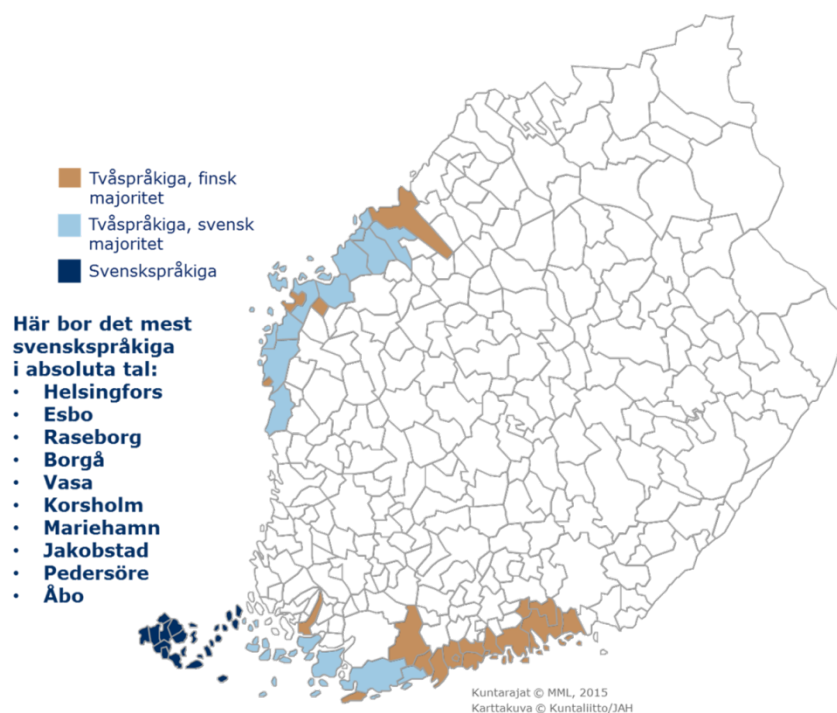 Tvåspråkiga, finsk
majoritet
Tvåspråkiga, svensk
majoritet
Svenskspråkiga
Här bor det mest
svenskspråkiga
i absoluta tal:
• Helsingfors
• Esbo
• Raseborg
• Borgå
• Vasa
• Korsholm
• Mariehamn
• Jakobstad
• Pedersöre
• Åbo
Kuntarajat © MML, 2015
Karttakuva © Kuntaliitto/JAH